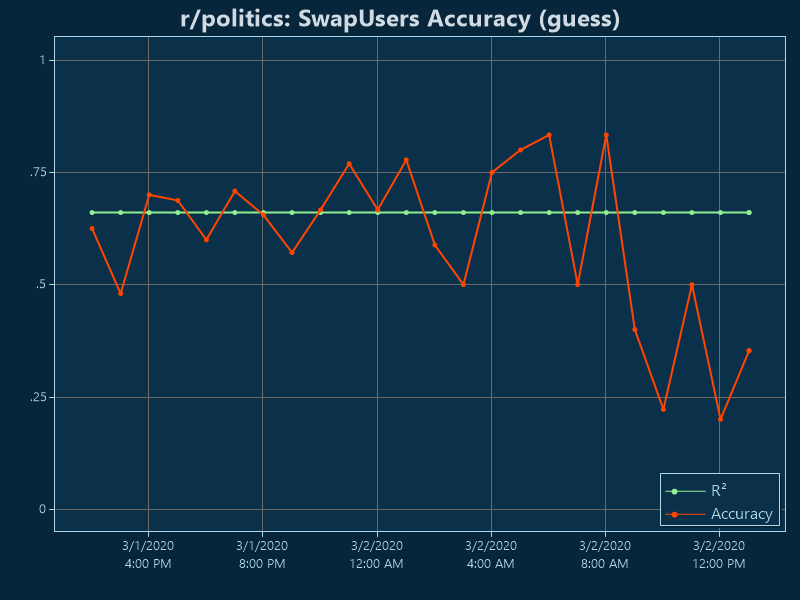 r/politics: SwapUsers Accuracy (guess)
1
.75
.5
.25
0
R²
Accuracy
3/1/2020 3/1/2020 3/2/2020 3/2/2020 3/2/2020 3/2/2020
4:00 PM 8:00 PM 12:00 AM 4:00 AM 8:00 AM 12:00 PM